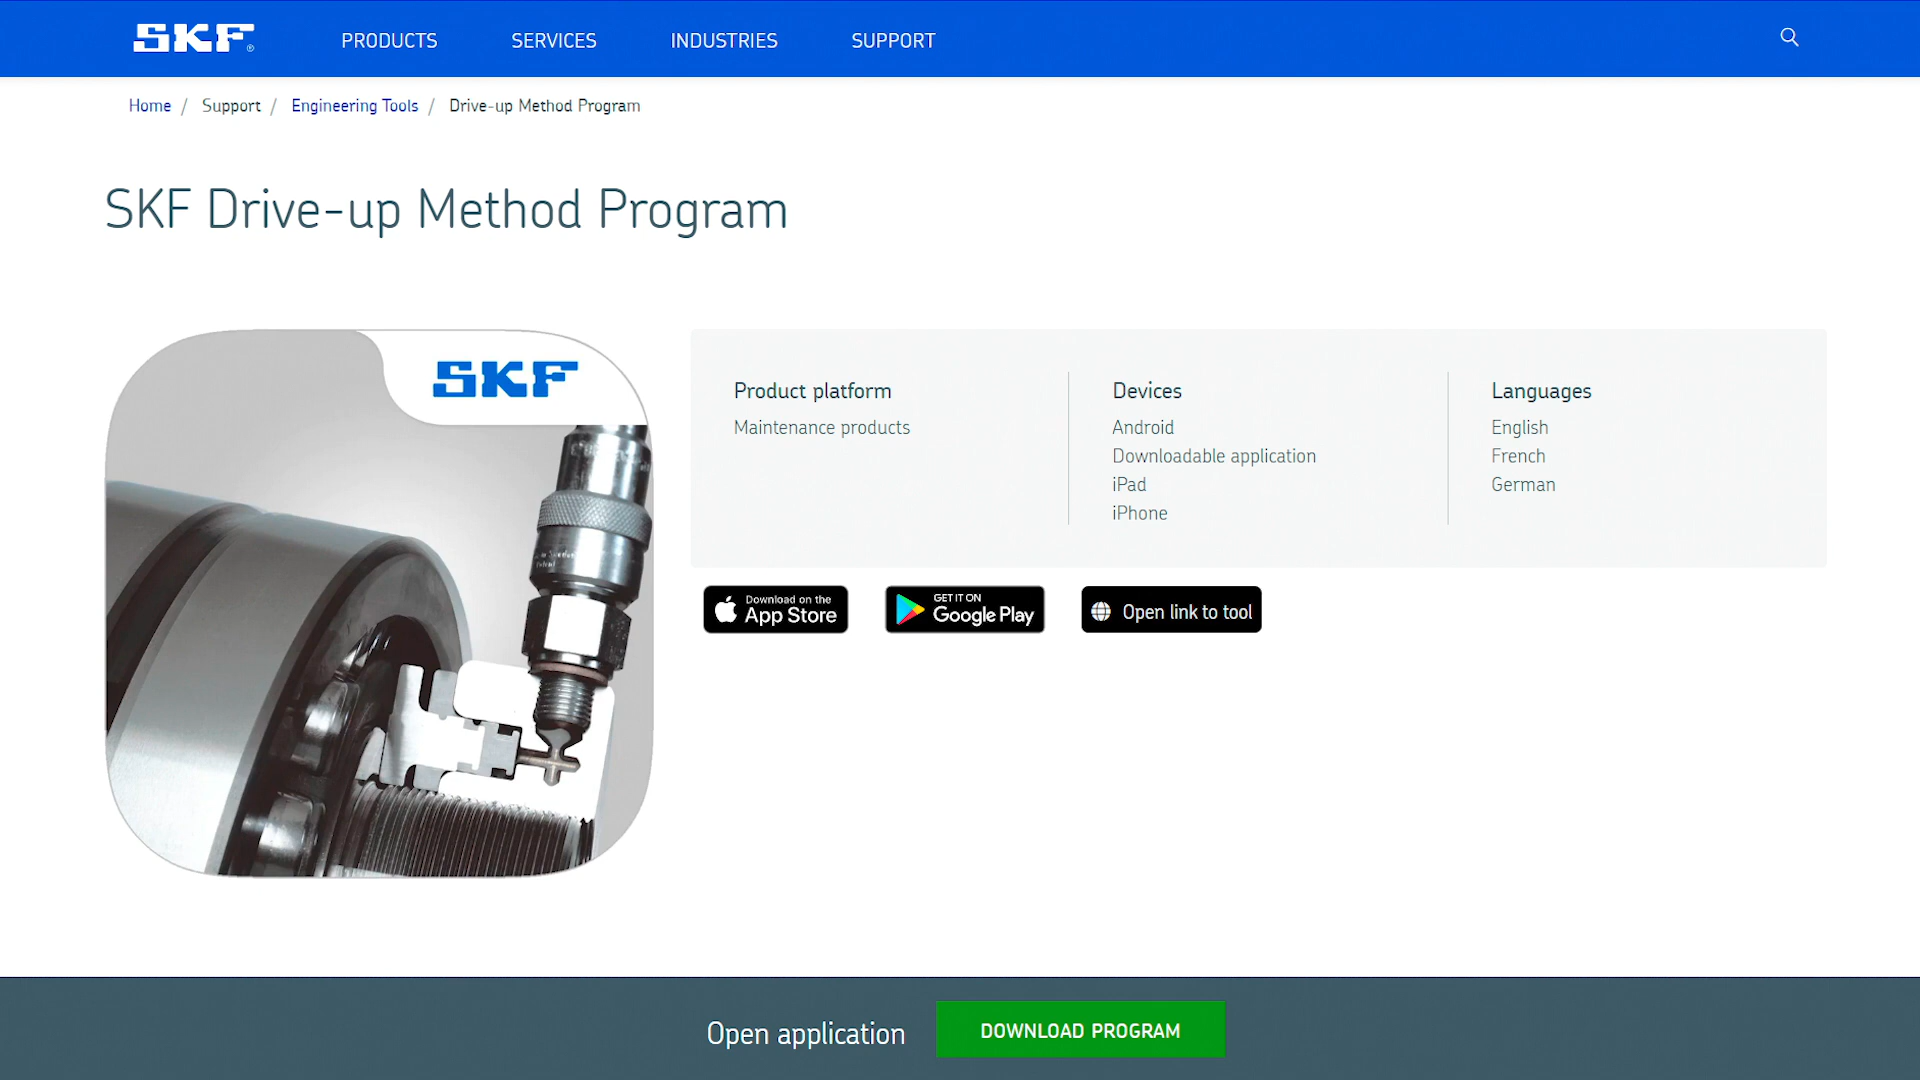 SKF®
PRODUCTS
SERVICES
INDUSTRIES
SUPPORT
Home / Support / Engineering Tools / Drive-up Method Program
SKF Drive-up Method Program
SKF
Product platform
Maintenance products
Devices
Android
Downloadable application
iPad
iPhone
Languages
English
French
German
Download on the
App Store
GET IT ON
Google Play
Open link to tool
Open application
DOWNLOAD PROGRAM